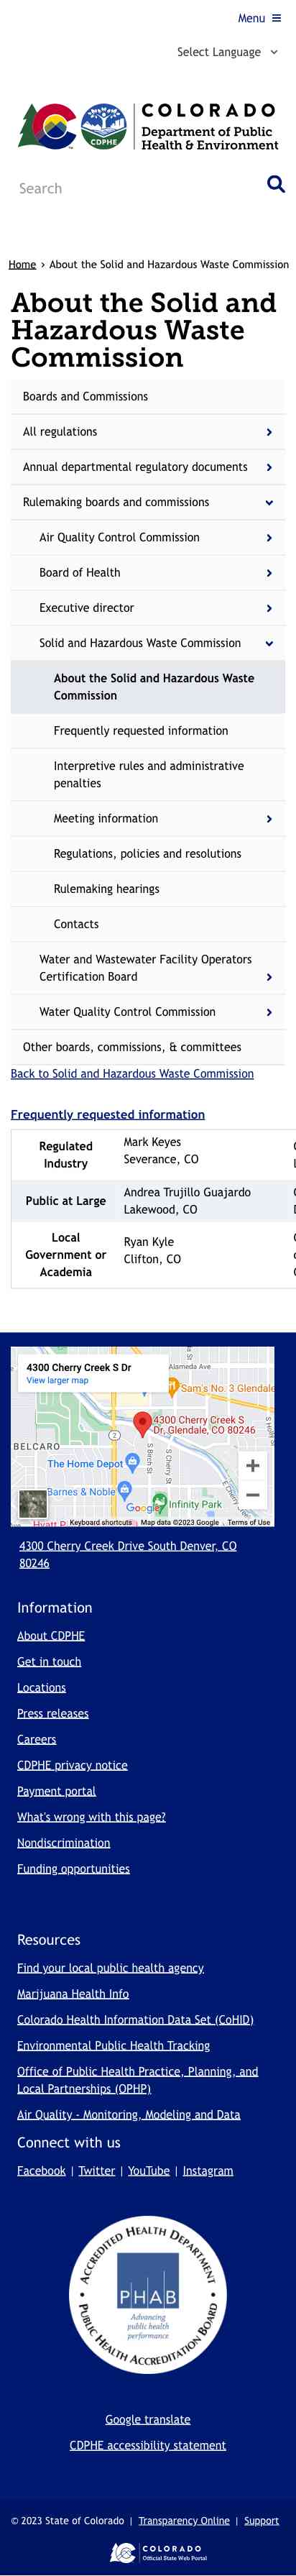 Menu
Select Language
COLORADO
CDPHE
Department of Public
Health & Environment
Search
Home > About the Solid and Hazardous Waste Commission
About the Solid and
Hazardous Waste
Commission
Boards and Commissions
All regulations
Annual departmental regulatory documents
Rulemaking boards and commissions
Air Quality Control Commission
Board of Health
Executive director
Solid and Hazardous Waste Commission
About the Solid and Hazardous Waste
Commission
Frequently requested information
Interpretive rules and administrative
penalties
Meeting information
Regulations, policies and resolutions
Rulemaking hearings
Contacts
Water and Wastewater Facility Operators
Certification Board
Water Quality Control Commission
Other boards, commissions, & committees
Back to Solid and Hazardous Waste Commission
Frequently requested information
Regulated
Industry
Mark Keyes
Severance, CO
Public at Large
Andrea Trujillo Guajardo
Lakewood, CO
Local
Government or
Academia
Ryan Kyle
Clifton, CO
4300 Cherry Creek S Dr
View larger map
Alameda Ave
Sam's No. 3 Glendale
4300 Cherry Creek S
Dr, Glendale, CO 80246
2
BELCARO
S Birch St
S Cherry St
The Home Depot
Barnes & Noble
Google
Infinity Park
Hyatt P
Keyboard shortcuts
Map data ©2023 Google
Terms of Use
4300 Cherry Creek Drive South Denver, CO
80246
Information
About CDPHE
Get in touch
Locations
Press releases
Careers
CDPHE privacy notice
Payment portal
What's wrong with this page?
Nondiscrimination
Funding opportunities
Resources
Find your local public health agency
Marijuana Health Info
Colorado Health Information Data Set (CoHID)
Environmental Public Health Tracking
Office of Public Health Practice, Planning, and
Local Partnerships (OPHP)
Air Quality - Monitoring, Modeling and Data
Connect with us
Facebook | Twitter | YouTube | Instagram
ACCREDITED HEALTH DEPARTMENT
PHAB
Advancing
public health
performance
PUBLIC HEALTH ACCREDITATION BOARD
Google translate
CDPHE accessibility statement
© 2023 State of Colorado | Transparency Online | Support
COLORADO
Official State Web Portal